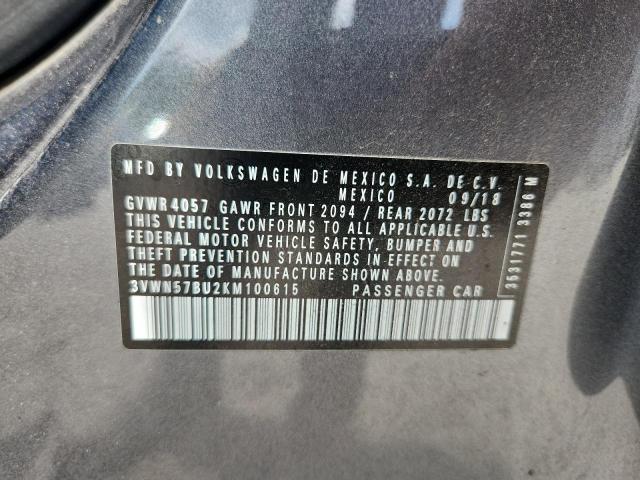 MFD BY VOLKSWAGEN DE MEXICO S.A. DE C.V.
MEXICO 09/18
GVWR 4057 GAWR FRONT 2094 / REAR 2072 LBS
THIS VEHICLE CONFORMS TO ALL APPLICABLE U.S.
FEDERAL MOTOR VEHICLE SAFETY, BUMPER AND
THEFT PREVENTION STANDARDS IN EFFECT ON
THE DATE OF MANUFACTURE SHOWN ABOVE.
3VWN57BU2KM100615 PASSENGER CAR
3531771 3386 M